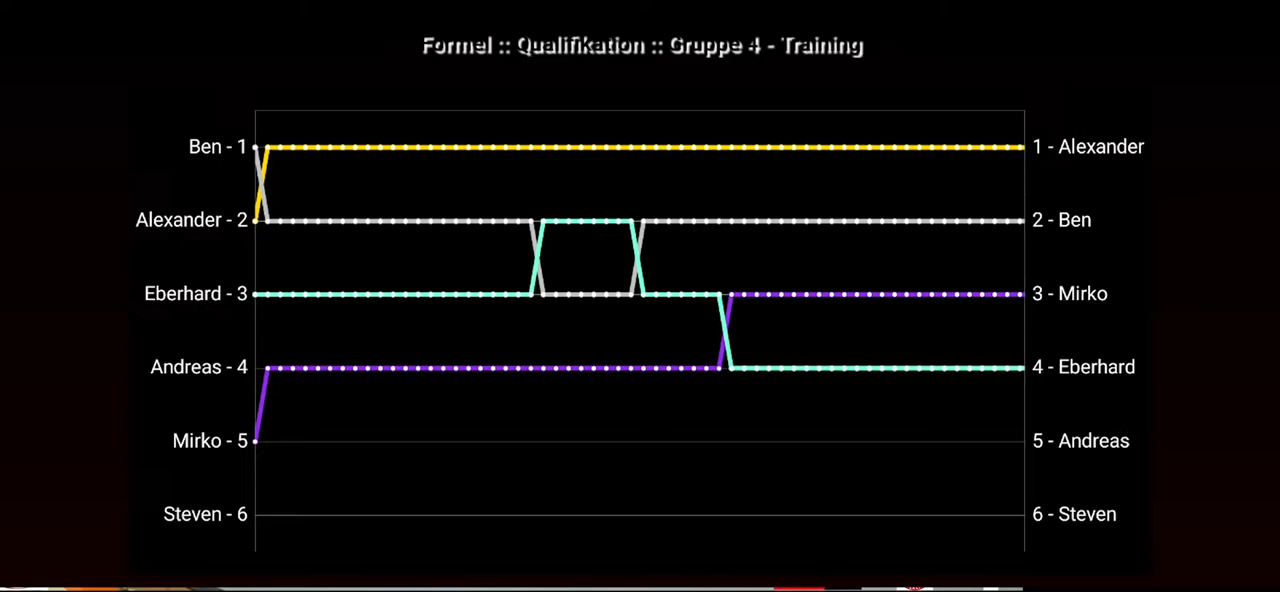 Formel :: Qualifikation :: Gruppe 4 - Training
Ben - 1
1 - Alexander
Alexander - 2
2 - Ben
Eberhard - 3
3 - Mirko
Andreas - 4
4 - Eberhard
Mirko - 5
5 - Andreas
Steven - 6
6 - Steven